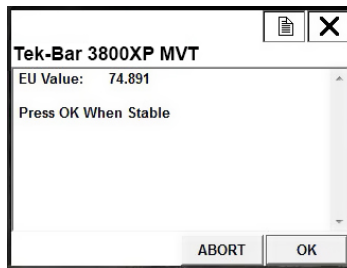 Tek-Bar 3800XP MVT
EU Value: 74.891
Press OK When Stable
ABORT OK